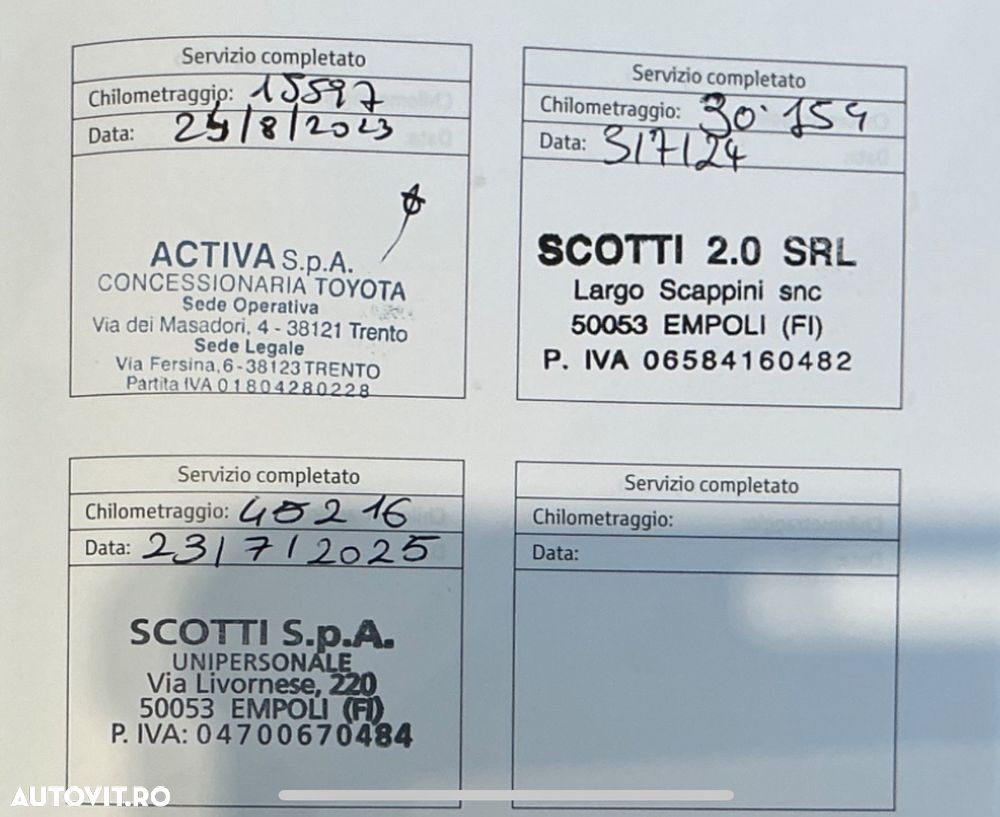 Servizio completato
Chilometraggio: 15597
Data: 25/8/2023
ACTIVA S.p.A.
CONCESSIONARIA TOYOTA
Sede Operativa
Via dei Masadori, 4 - 38121 Trento
Sede Legale
Via Fersina, 6 - 38123 TRENTO
Partita IVA 01804280228
Servizio completato
Chilometraggio: 30.154
Data: 3/7/24
SCOTTI 2.0 SRL
Largo Scappini snc
50053 EMPOLI (FI)
P. IVA 06584160482
Servizio completato
Chilometraggio: 40216
Data: 23/7/2025
SCOTTI S.p.A.
UNIPERSONALE
Via Livornese, 220
50053 EMPOLI (FI)
P. IVA: 04700670484
Servizio completato
Chilometraggio:
Data:
AUTOVIT.RO